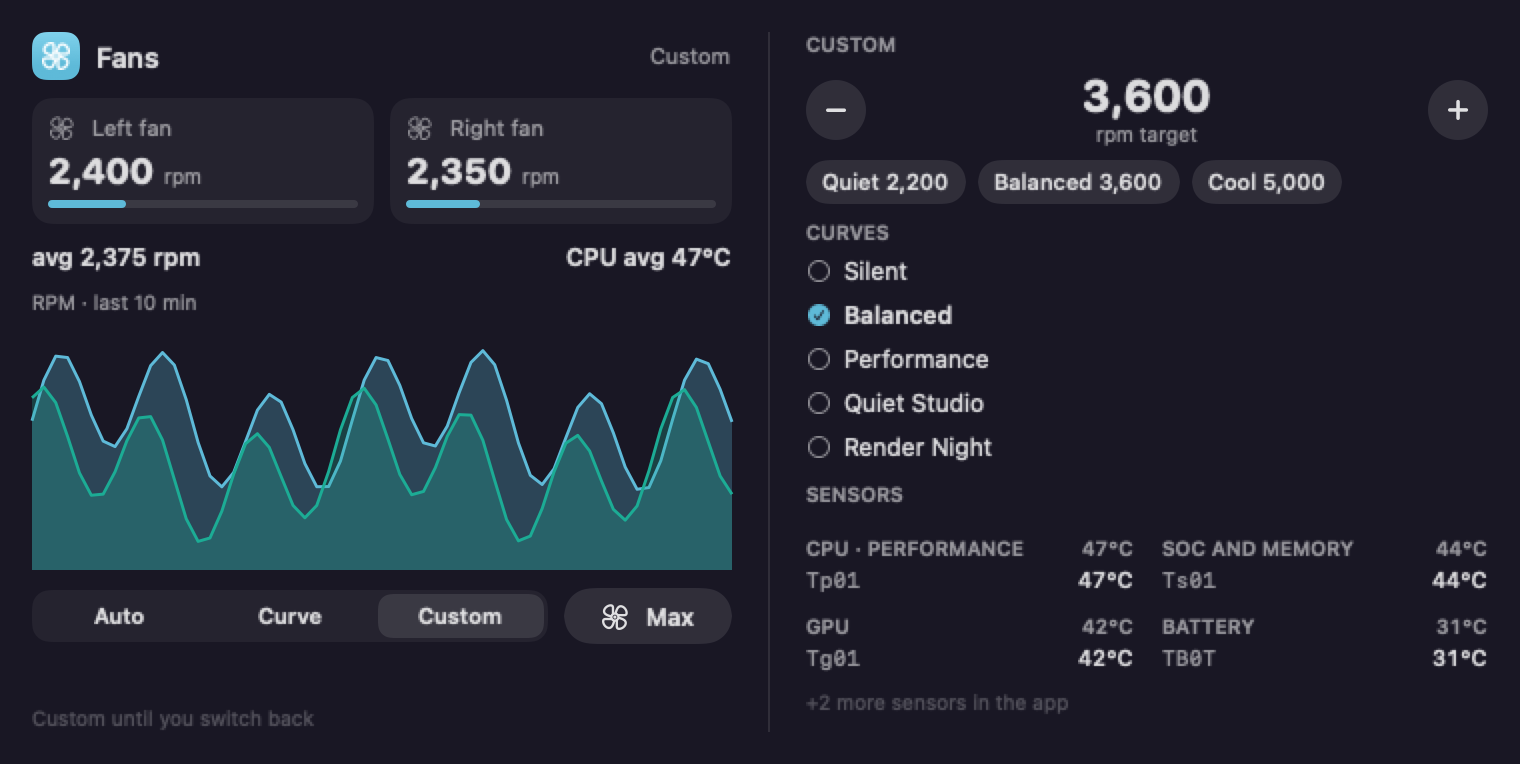 Fans
Custom
Left fan
2,400 rpm
Right fan
2,350 rpm
avg 2,375 rpm
CPU avg 47°C
RPM · last 10 min
Auto
Curve
Custom
Max
Custom until you switch back
CUSTOM
3,600
rpm target
Quiet 2,200
Balanced 3,600
Cool 5,000
CURVES
Silent
Balanced
Performance
Quiet Studio
Render Night
SENSORS
CPU · PERFORMANCE 47°C
Tp01 47°C
SOC AND MEMORY 44°C
Ts01 44°C
GPU 42°C
Tg01 42°C
BATTERY 31°C
TB0T 31°C
+2 more sensors in the app